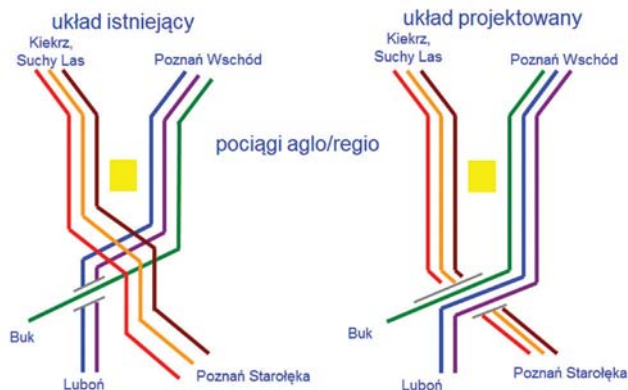 układ istniejący
układ projektowany
Kiekrz,
Suchy Las
Poznań Wschód
Kiekrz,
Suchy Las
Poznań Wschód
pociągi aglo/regio
Buk
Luboń
Poznań Starołęka
Buk
Luboń
Poznań Starołęka